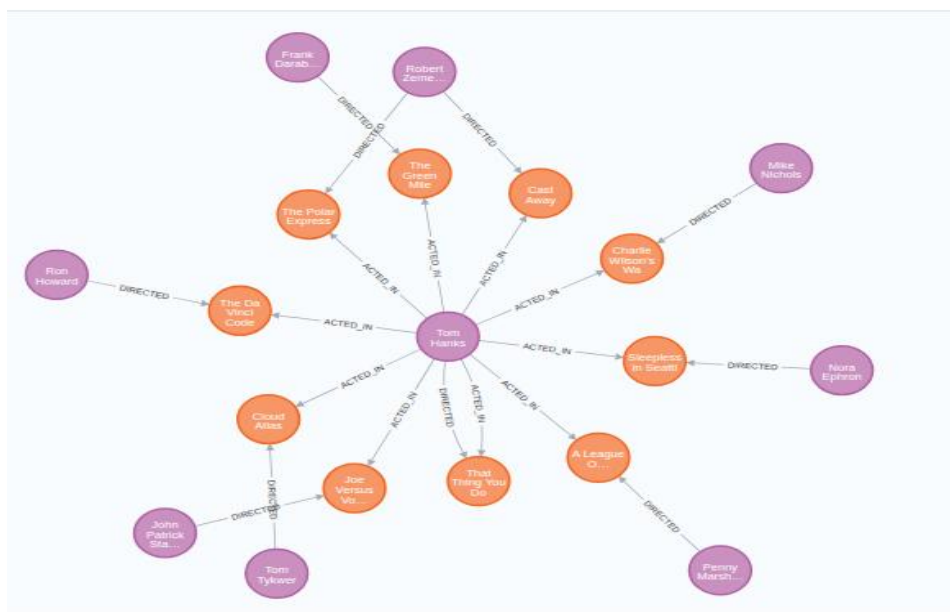 Frank
Darab...
Robert
Zeme...
DIRECTED
DIRECTED
DIRECTED
The
Green
Mile
Mike
Nichols
Cast
Away
The Polar
Express
DIRECTED
Charlie
Wilson's
Wa
ACTED_IN
ACTED_IN
ACTED_IN
Ron
Howard
DIRECTED
The Da
Vinci
Code
ACTED_IN
ACTED_IN
Tom
Hanks
ACTED_IN
Sleepless
in Seattl
DIRECTED
Nora
Ephron
ACTED_IN
ACTED_IN
DIRECTED
ACTED_IN
ACTED_IN
Cloud
Atlas
A League
O...
Joe
Versus
Vo...
That
Thing You
Do
DIRECTED
DIRECTED
DIRECTED
John
Patrick
Sta...
Tom
Tykwer
Penny
Marsh...